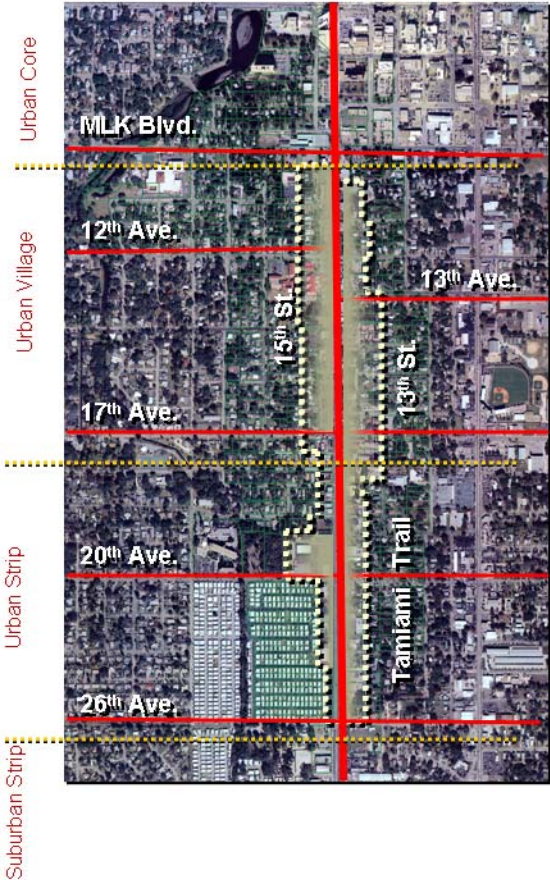 Urban Core
MLK Blvd.
12th Ave.
13th Ave.
Urban Village
15th St.
13th St.
17th Ave.
Urban Strip
20th Ave.
Tamiami Trail
26th Ave.
Suburban Strip